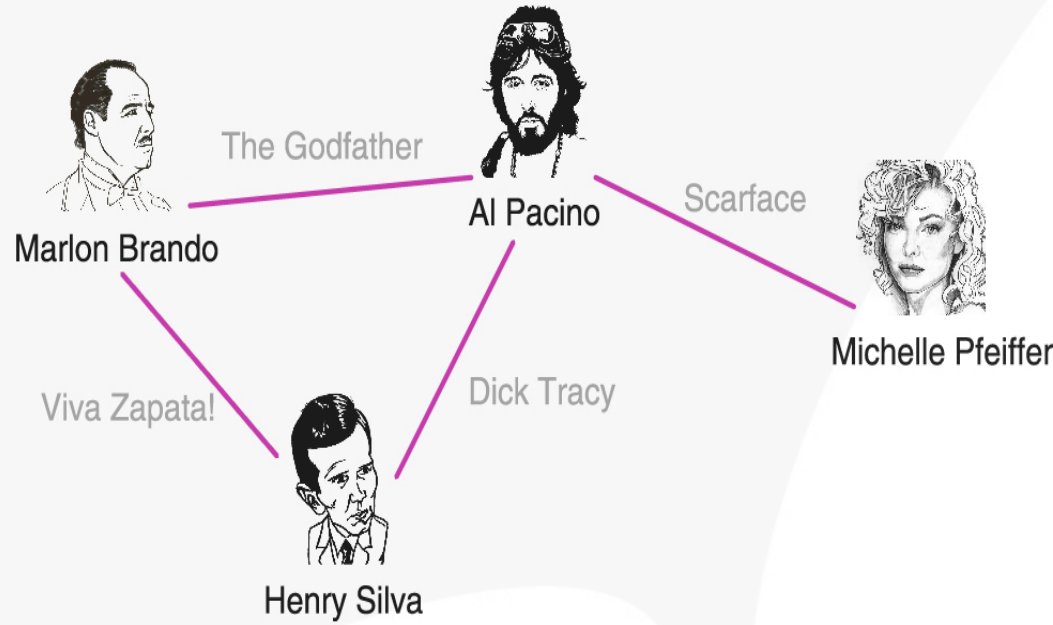 The Godfather
Al Pacino
Scarface
Marlon Brando
Michelle Pfeiffer
Viva Zapata!
Dick Tracy
Henry Silva